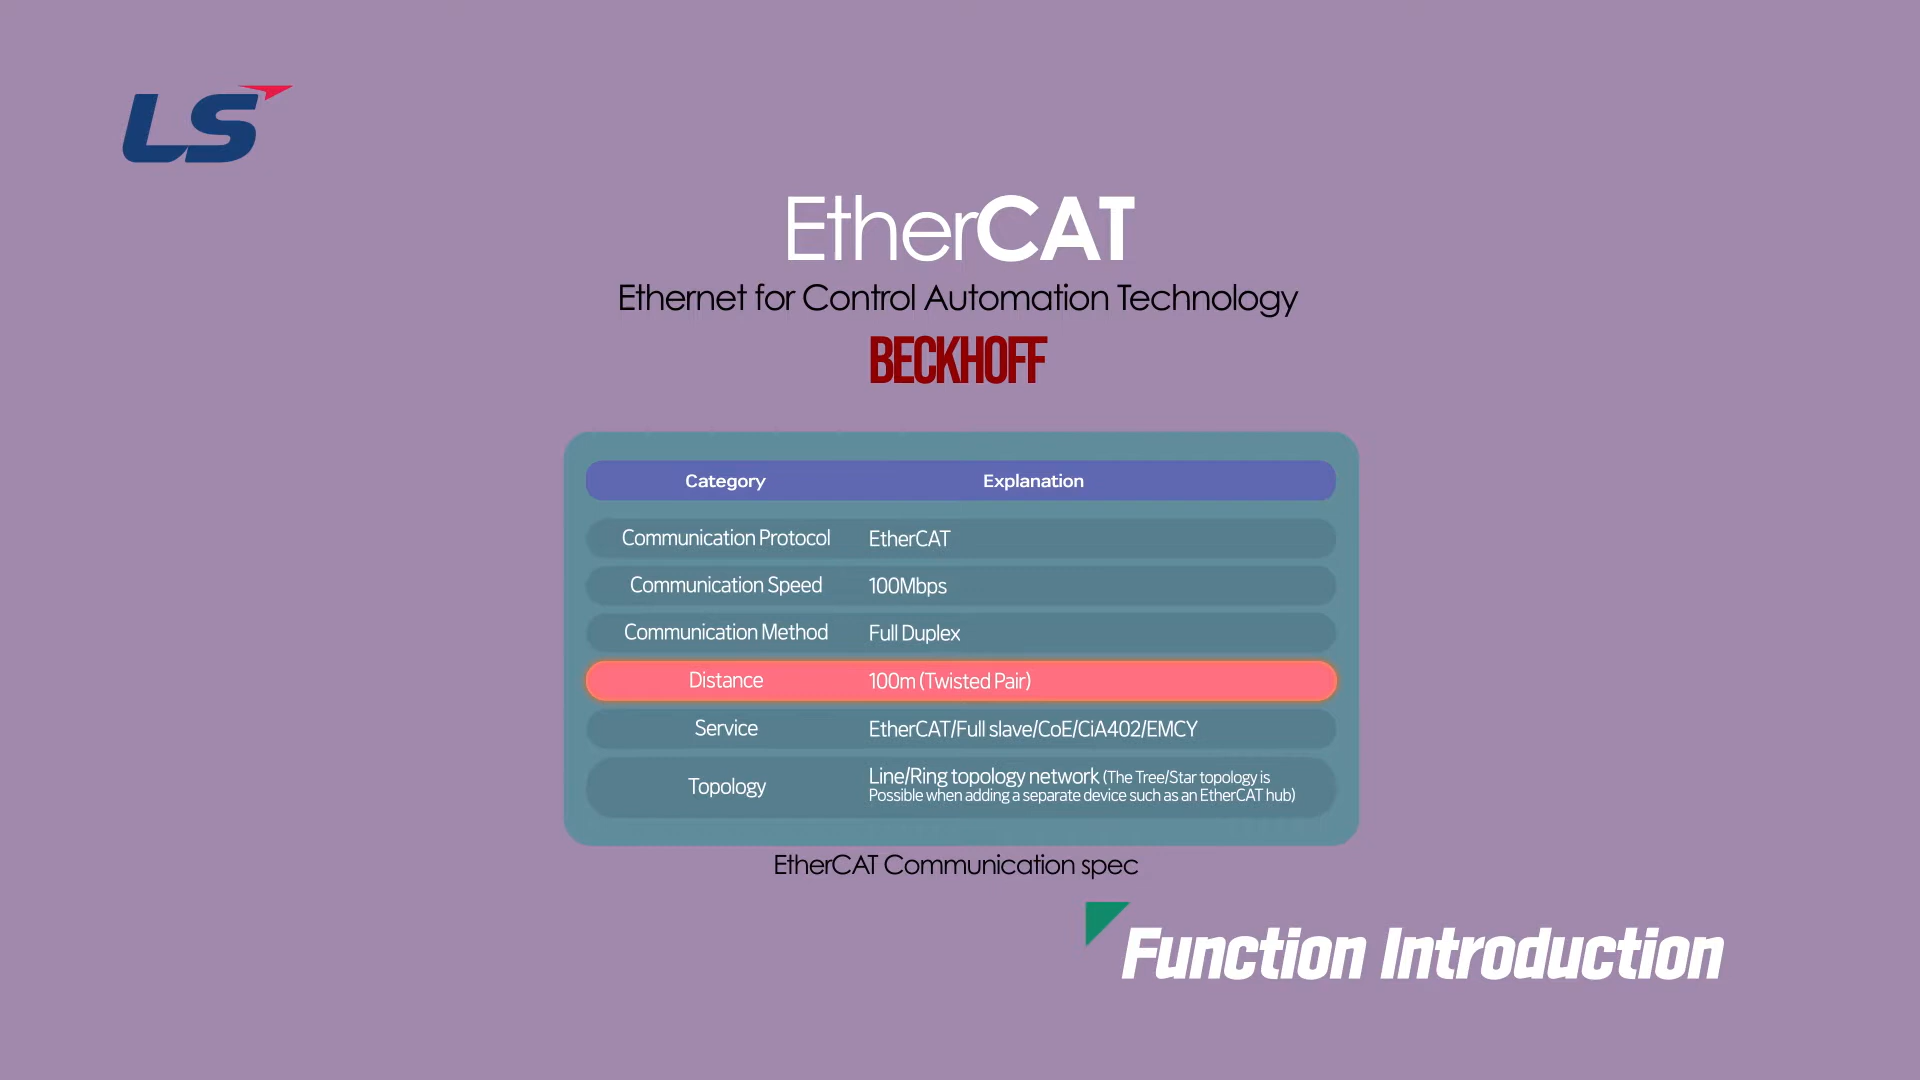 LS
EtherCAT
Ethernet for Control Automation Technology
BECKHOFF
Category Explanation
Communication Protocol EtherCAT
Communication Speed 100Mbps
Communication Method Full Duplex
Distance 100m (Twisted Pair)
Service EtherCAT/Full slave/CoE/CiA402/EMCY
Topology Line/Ring topology network (The Tree/Star topology is
Possible when adding a separate device such as an EtherCAT hub)
EtherCAT Communication spec
Function Introduction